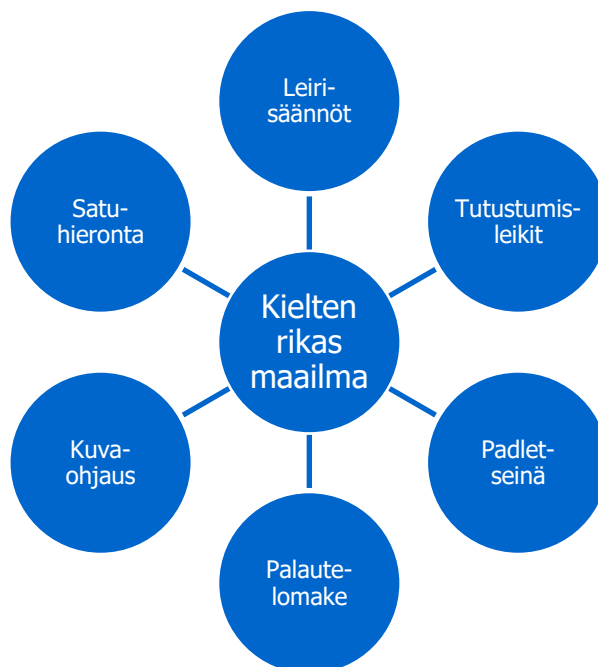 Leiri-
säännöt
Satu-
hieronta
Tutustumis-
leikit
Kielten
rikas
maailma
Kuva-
ohjaus
Padlet-
seinä
Palaute-
lomake